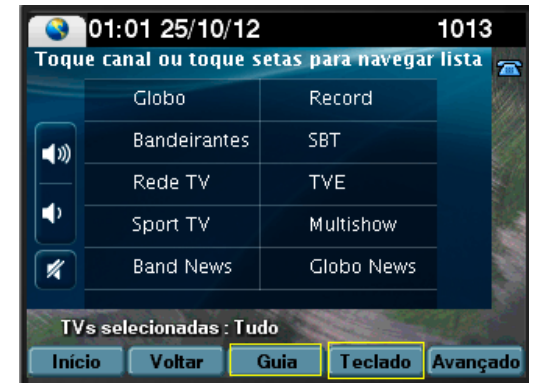 01:01 25/10/12 1013
Toque canal ou toque setas para navegar lista
Globo Record
Bandeirantes SBT
Rede TV TVE
Sport TV Multishow
Band News Globo News
TVs selecionadas : Tudo
Início Voltar Guia Teclado Avançado